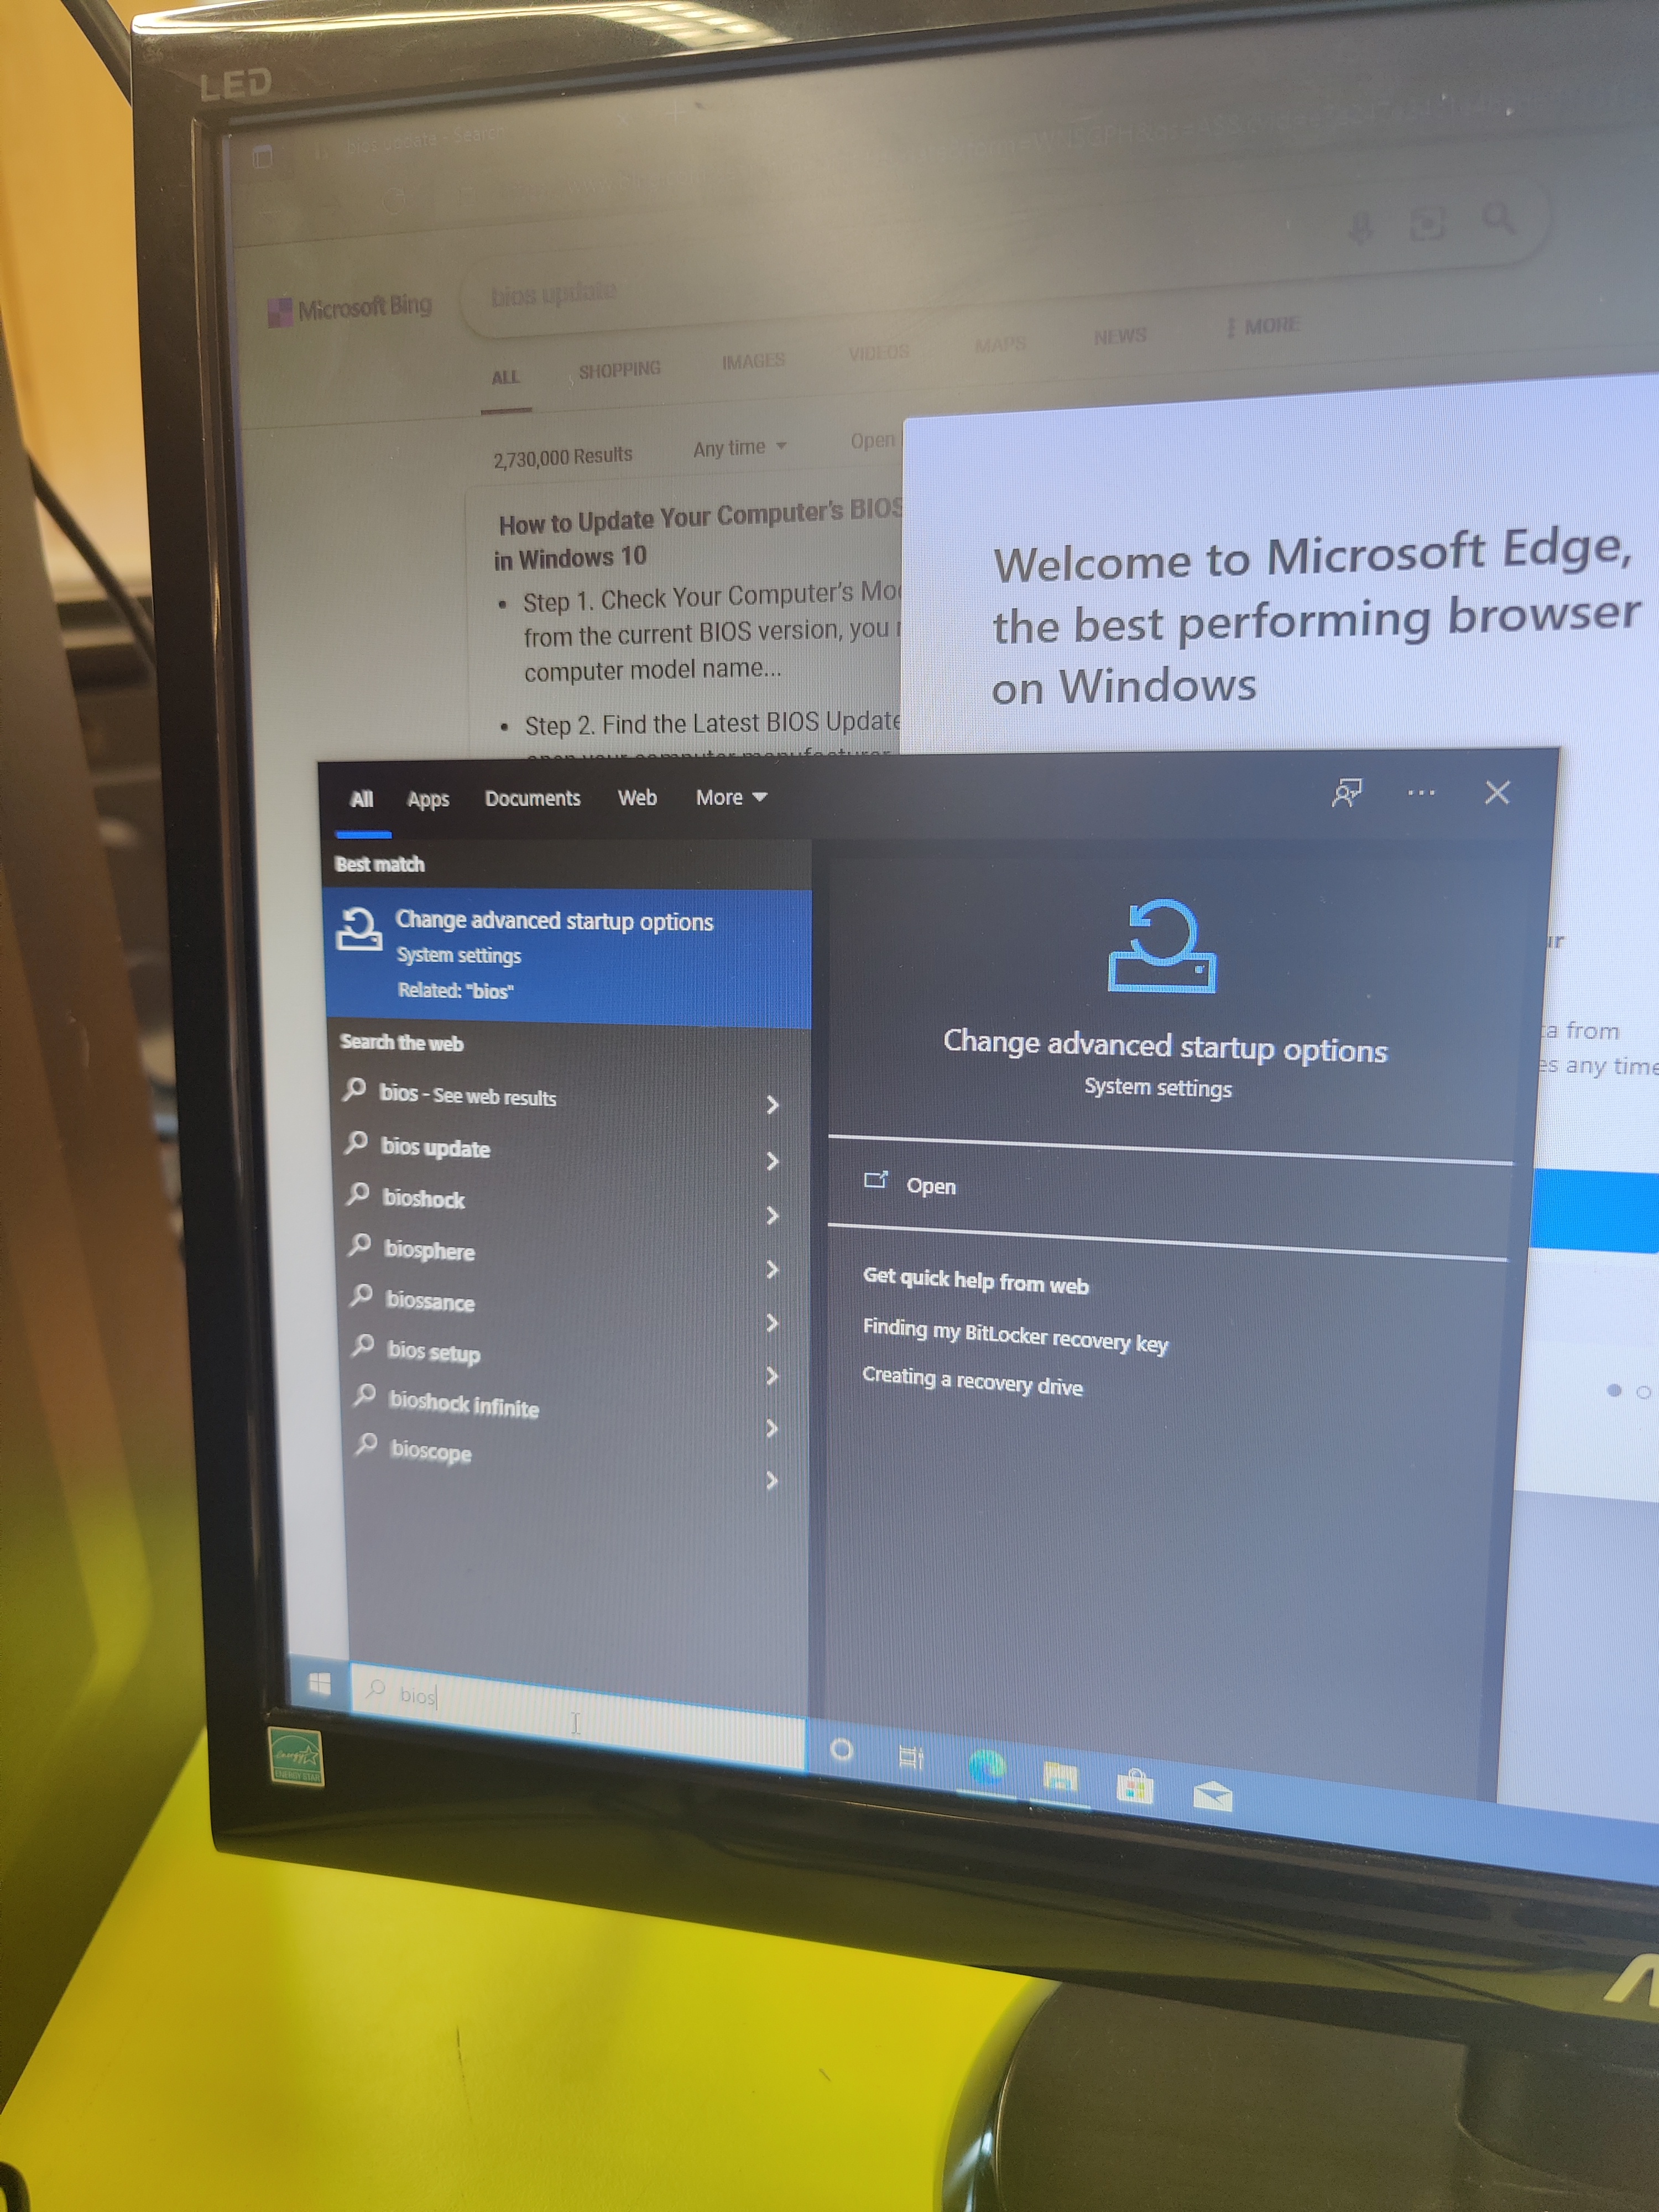 LED
bios update - Search
Microsoft Bing
bios update
ALL SHOPPING IMAGES VIDEOS MAPS NEWS MORE
2,730,000 Results Any time Open
How to Update Your Computer's BIOS
in Windows 10
• Step 1. Check Your Computer's
from the current BIOS version, you
computer model name...
• Step 2. Find the Latest BIOS Update
Welcome to Microsoft Edge,
the best performing browser
on Windows
from
any time
All Apps Documents Web More
Best match
Change advanced startup options
System settings
Related: "bios"
Search the web
bios - See web results
bios update
bioshock
biosphere
biossance
bios setup
bioshock infinite
bioscope
Change advanced startup options
System settings
Open
Get quick help from web
Finding my BitLocker recovery key
Creating a recovery drive
bios
energy
ENERGY STAR